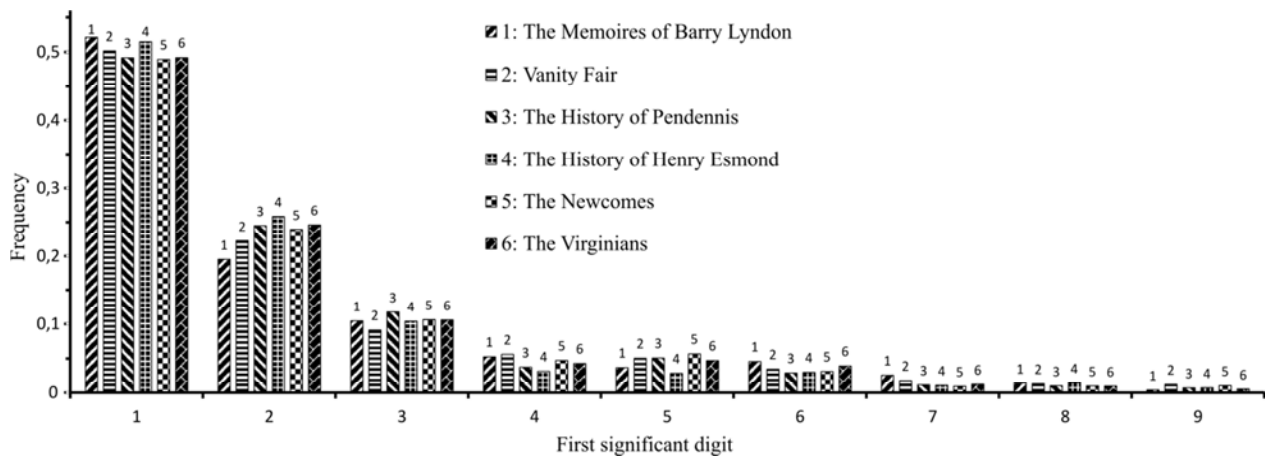 0,5
0,4
0,3
0,2
0,1
0
Frequency
1 2 3 4 5 6
1 2 3 4 5 6
1 2 3 4 5 6
1 2 3 4 5 6
1 2 3 4 5 6
1 2 3 4 5 6
1 2 3 4 5 6
1 2 3 4 5 6
1 2 3 4 5 6
1: The Memoires of Barry Lyndon
2: Vanity Fair
3: The History of Pendennis
4: The History of Henry Esmond
5: The Newcomes
6: The Virginians
1 2 3 4 5 6 7 8 9
First significant digit